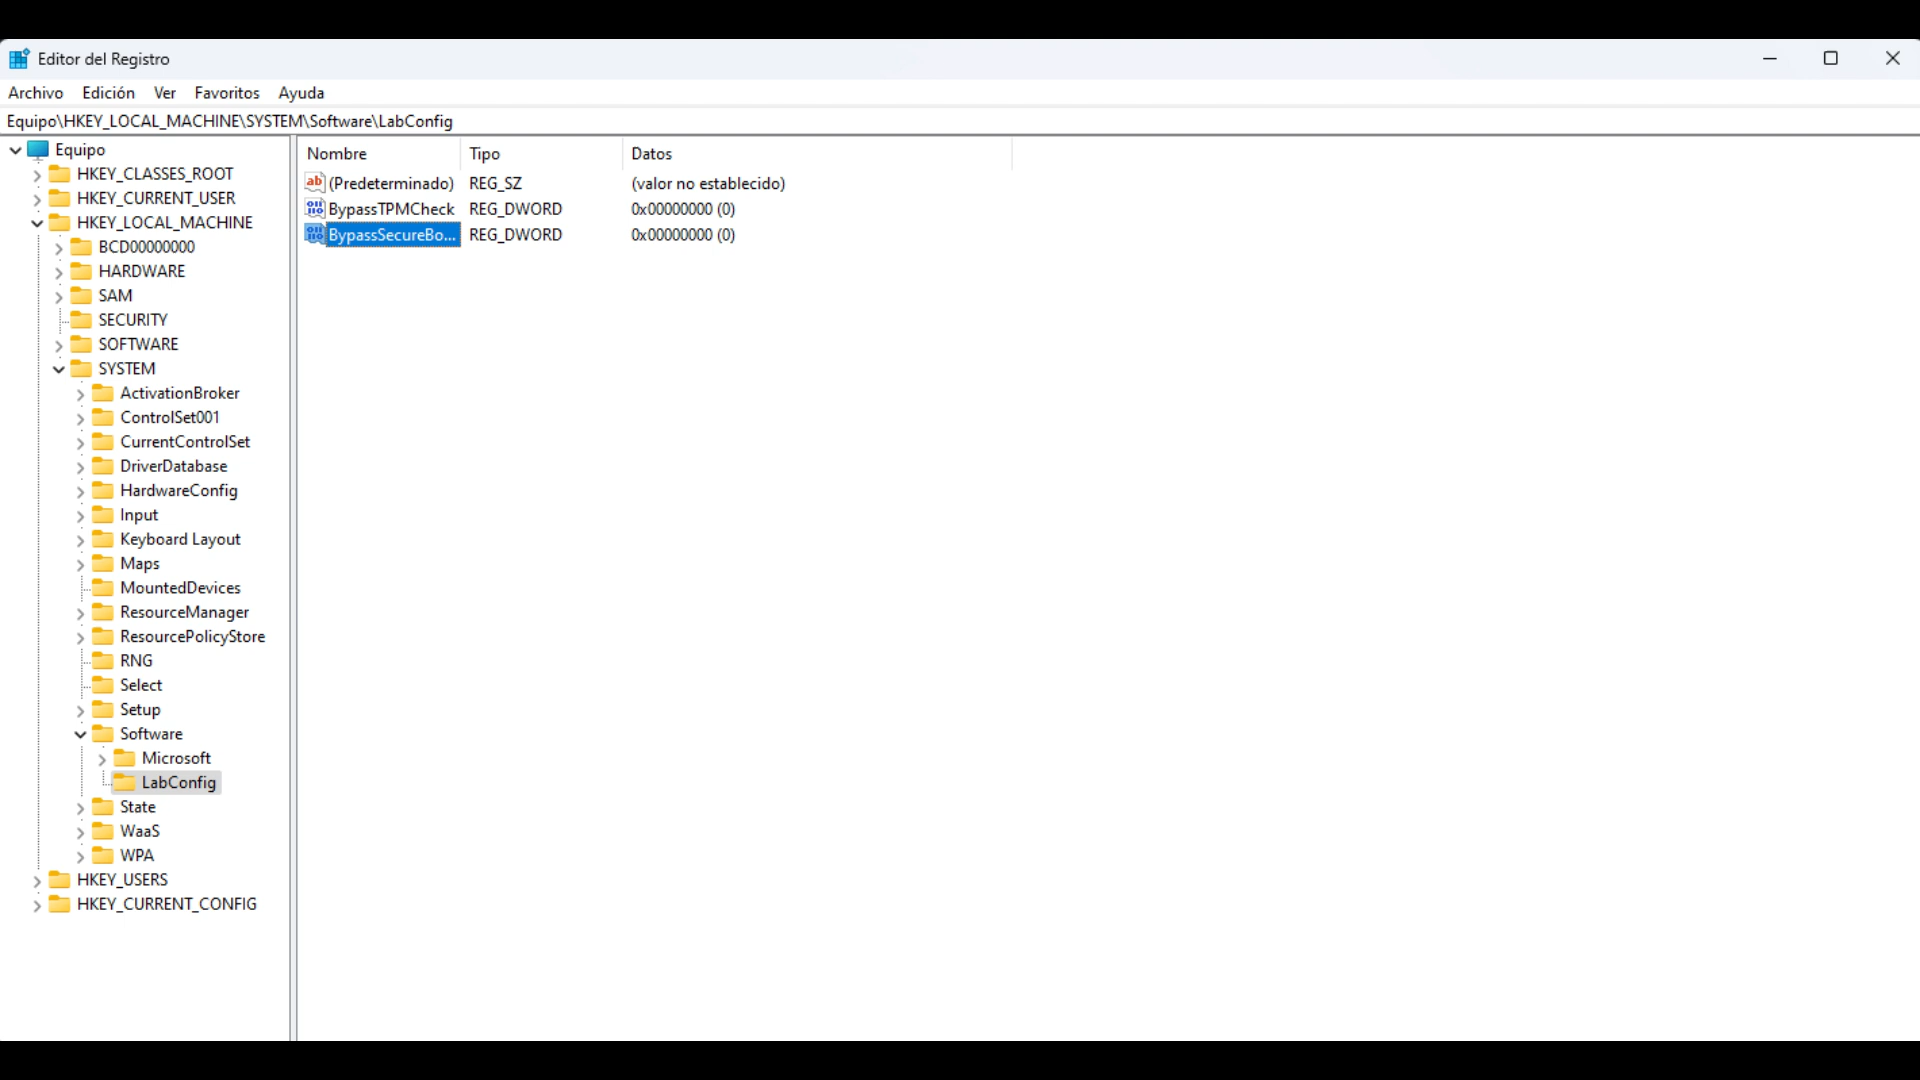 Editor del Registro
Archivo Edición Ver Favoritos Ayuda
Equipo\HKEY_LOCAL_MACHINE\SYSTEM\Software\LabConfig
Equipo
HKEY_CLASSES_ROOT
HKEY_CURRENT_USER
HKEY_LOCAL_MACHINE
BCD00000000
HARDWARE
SAM
SECURITY
SOFTWARE
SYSTEM
ActivationBroker
ControlSet001
CurrentControlSet
DriverDatabase
HardwareConfig
Input
Keyboard Layout
Maps
MountedDevices
ResourceManager
ResourcePolicyStore
RNG
Select
Setup
Software
Microsoft
LabConfig
State
WaaS
WPA
HKEY_USERS
HKEY_CURRENT_CONFIG
Nombre Tipo Datos
(Predeterminado) REG_SZ (valor no establecido)
BypassTPMCheck REG_DWORD 0x00000000 (0)
BypassSecureBo... REG_DWORD 0x00000000 (0)